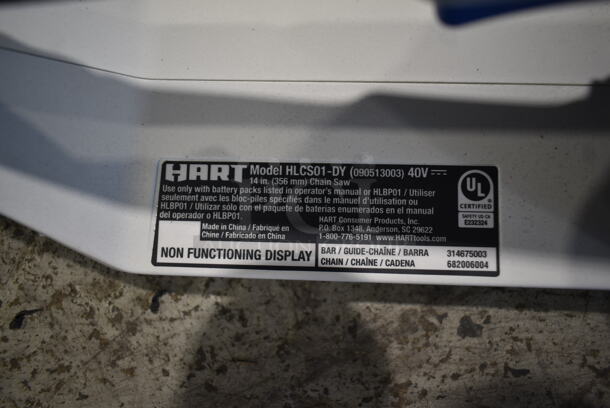 HART Model HLCS01-DY (090513003) 40V
14 in. (356 mm) Chain Saw
Use only with battery packs listed in operator's manual or HLBP01 / Utiliser
seulement avec les bloc-piles spécifiés dans le manuel d'utilisation ou
HLBP01 / Utilizar solo con el paquete de baterias enumerados en el manual
del operador o HLBP01.
HART Consumer Products, Inc.
Made in China / Fabriqué en
P.O. Box 1348, Anderson, SC 29622
Chine / Fabricado en China
1-800-776-5191 www.HARTtools.com
UL
CERTIFIED
SAFETY US CA
E232324
NON FUNCTIONING DISPLAY
BAR / GUIDE-CHAÎNE / BARRA 314675003
CHAIN / CHAÎNE / CADENA 682006004